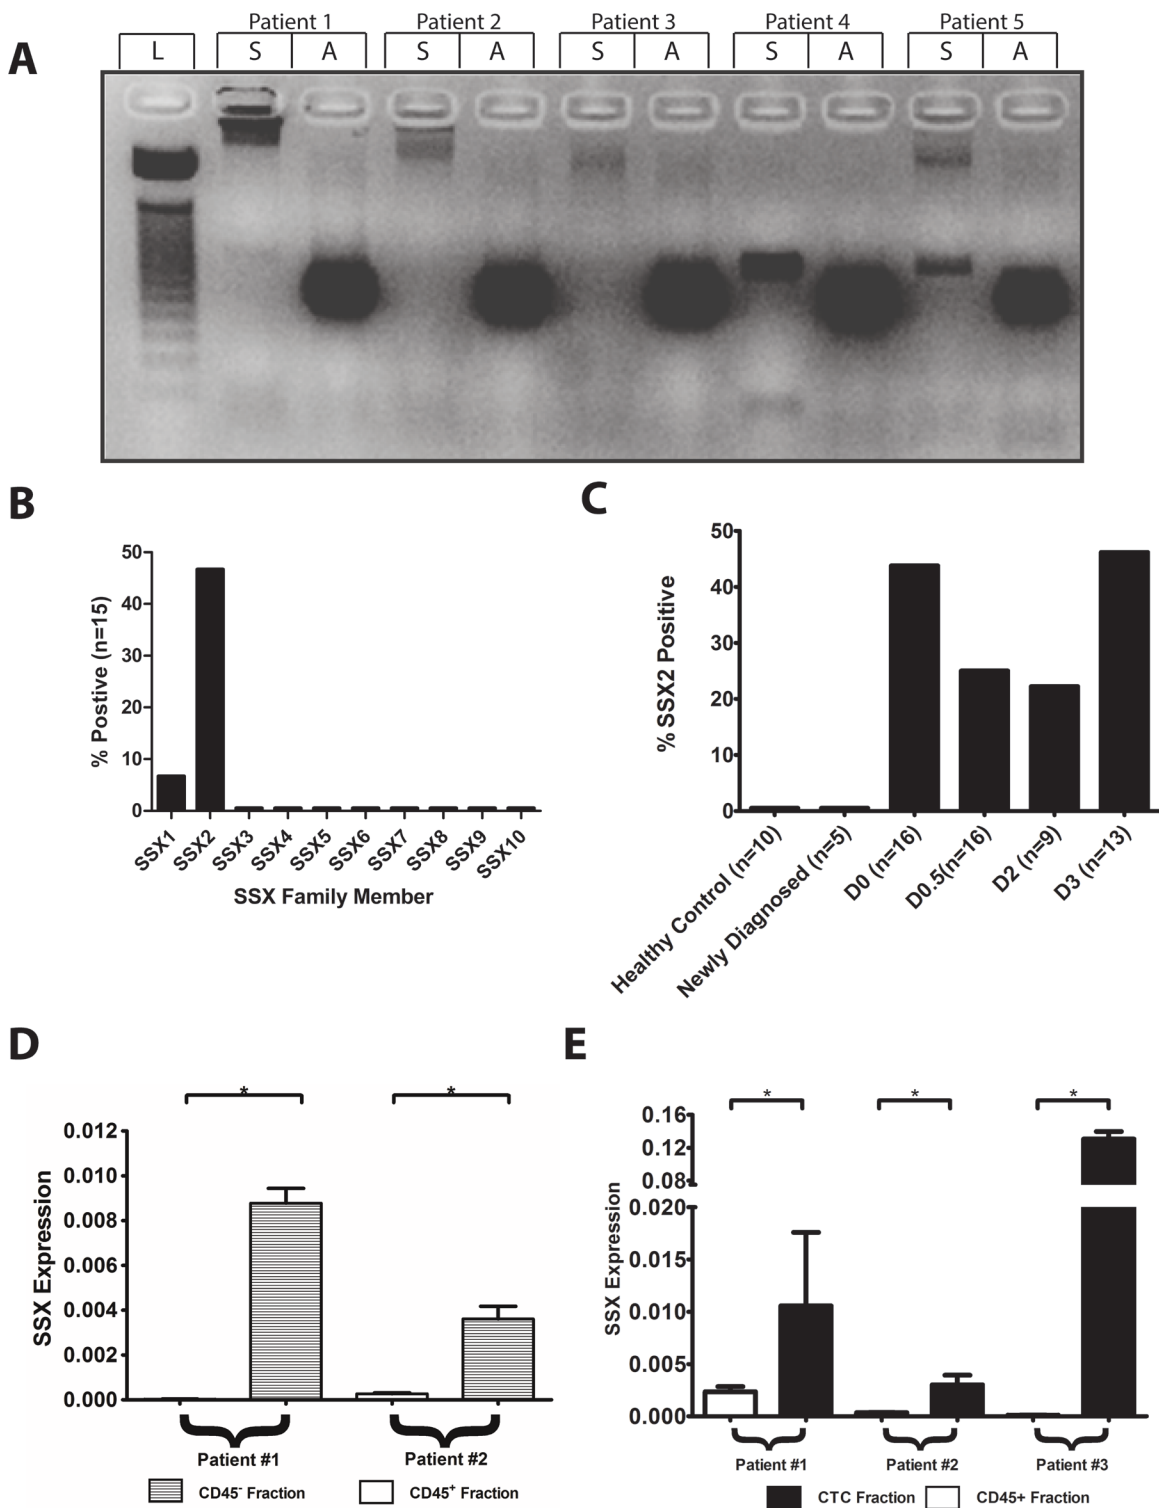 A
Patient 1 Patient 2 Patient 3 Patient 4 Patient 5
L S A S A S A S A S A
B
% Postive (n=15)
50
40
30
20
10
0
SSX1 SSX2 SSX3 SSX4 SSX5 SSX6 SSX7 SSX8 SSX9 SSX10
SSX Family Member
C
% SSX2 Positive
50
40
30
20
10
0
Healthy Control (n=10)
Newly Diagnosed (n=5)
D0 (n=16)
D0.5(n=16)
D2 (n=9)
D3 (n=13)
D
* *
SSX Expression
0.012
0.010
0.008
0.006
0.004
0.002
0.000
Patient #1 Patient #2
CD45- Fraction CD45+ Fraction
E
* * *
SSX Expression
0.16
0.12
0.08
0.020
0.015
0.010
0.005
0.000
Patient #1 Patient #2 Patient #3
CTC Fraction CD45+ Fraction